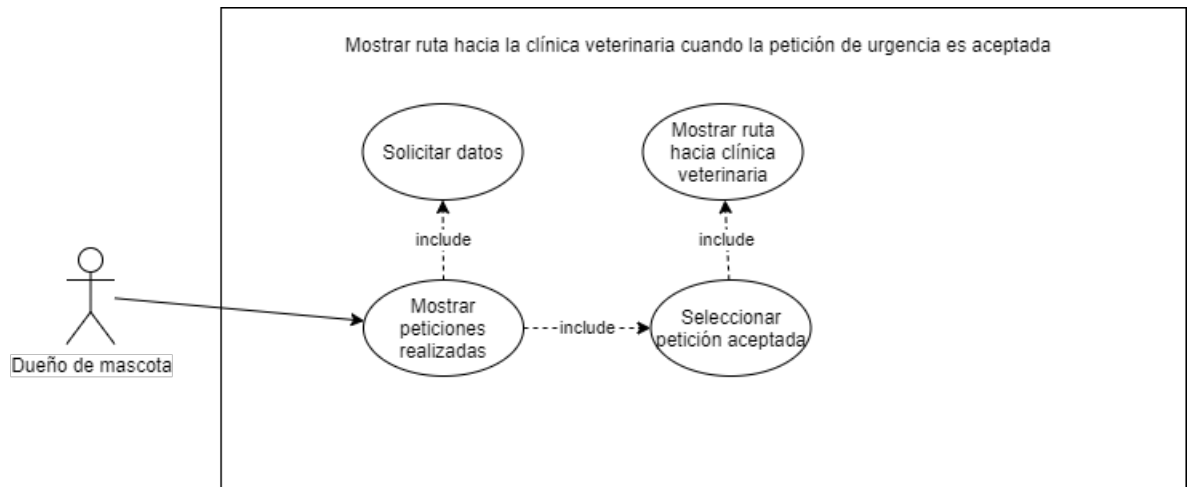 Mostrar ruta hacia la clínica veterinaria cuando la petición de urgencia es aceptada
Solicitar datos
Mostrar ruta
hacia clínica
veterinaria
include
include
Mostrar
peticiones
realizadas
include
Seleccionar
petición aceptada
Dueño de mascota